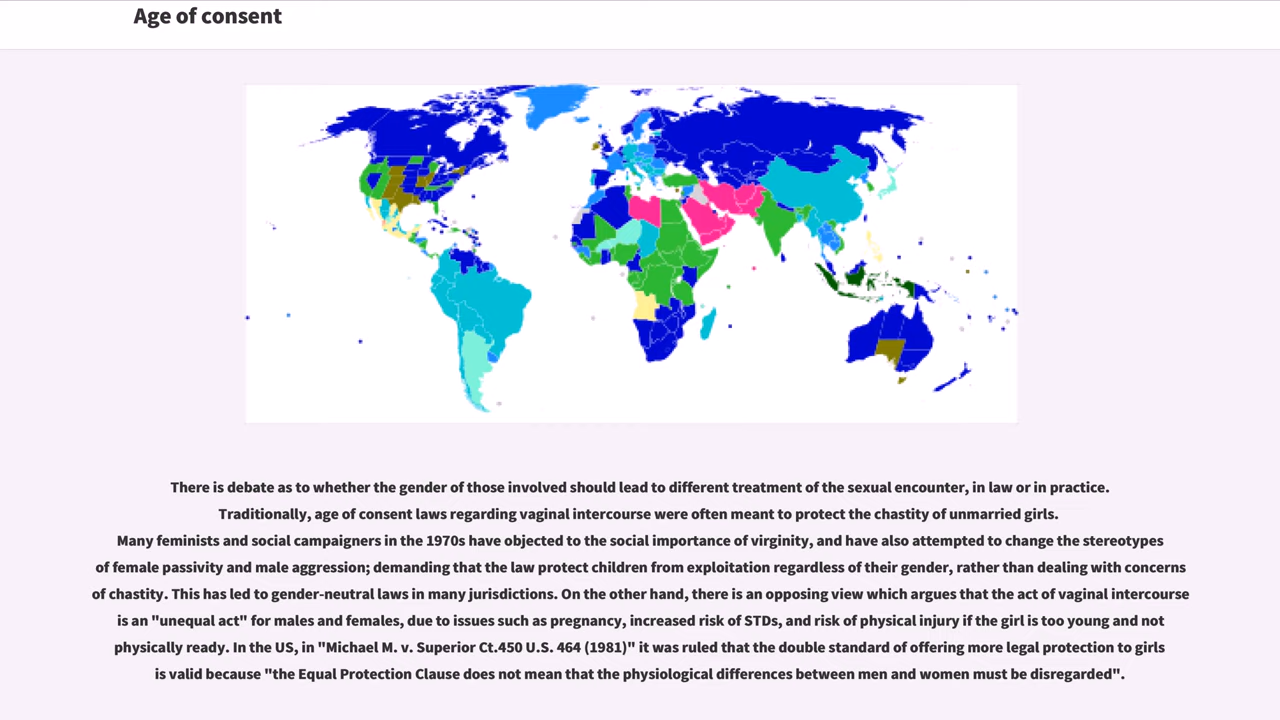 Age of consent
There is debate as to whether the gender of those involved should lead to different treatment of the sexual encounter, in law or in practice.
Traditionally, age of consent laws regarding vaginal intercourse were often meant to protect the chastity of unmarried girls.
Many feminists and social campaigners in the 1970s have objected to the social importance of virginity, and have also attempted to change the stereotypes
of female passivity and male aggression; demanding that the law protect children from exploitation regardless of their gender, rather than dealing with concerns
of chastity. This has led to gender-neutral laws in many jurisdictions. On the other hand, there is an opposing view which argues that the act of vaginal intercourse
is an "unequal act" for males and females, due to issues such as pregnancy, increased risk of STDs, and risk of physical injury if the girl is too young and not
physically ready. In the US, in "Michael M. v. Superior Ct.450 U.S. 464 (1981)" it was ruled that the double standard of offering more legal protection to girls
is valid because "the Equal Protection Clause does not mean that the physiological differences between men and women must be disregarded".